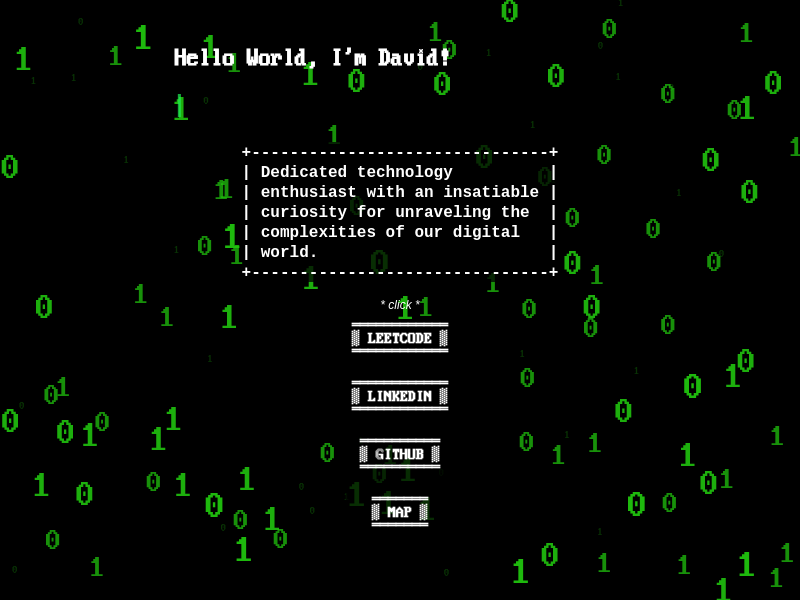 Hello World, I'm David!
+-------------------------------+
| Dedicated technology          |
| enthusiast with an insatiable |
| curiosity for unraveling the  |
| complexities of our digital   |
| world.                        |
+-------------------------------+
* click *
LEETCODE
LINKEDIN
GITHUB
MAP